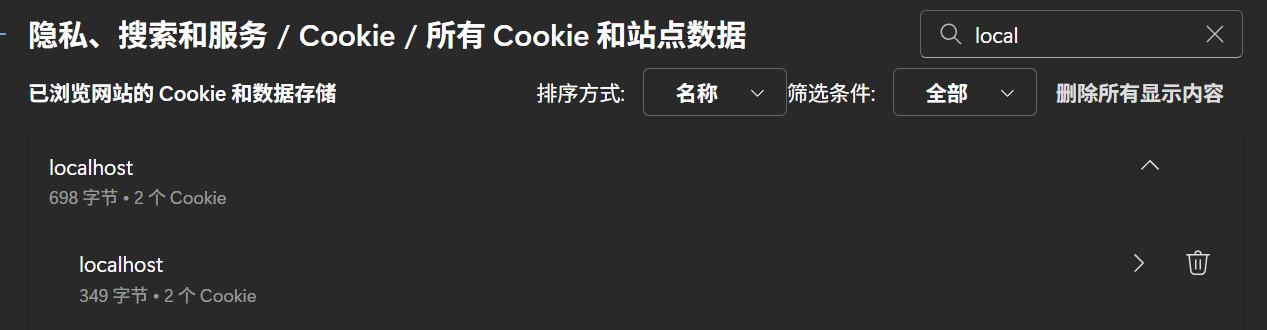 隐私、搜索和服务 / Cookie / 所有 Cookie 和站点数据
local
已浏览网站的 Cookie 和数据存储
排序方式:
名称
筛选条件:
全部
删除所有显示内容
localhost
698 字节 • 2 个 Cookie
localhost
349 字节 • 2 个 Cookie